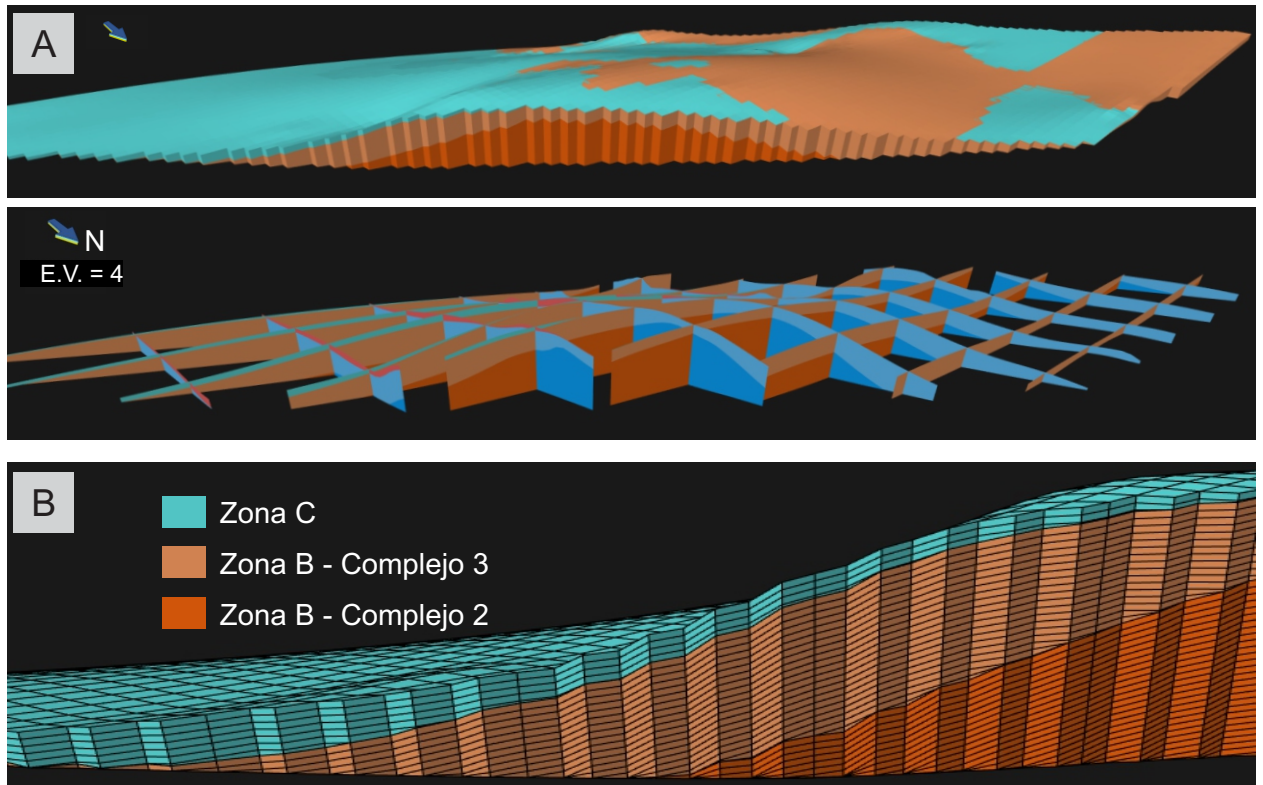 A
N
E.V. = 4
B
Zona C
Zona B - Complejo 3
Zona B - Complejo 2